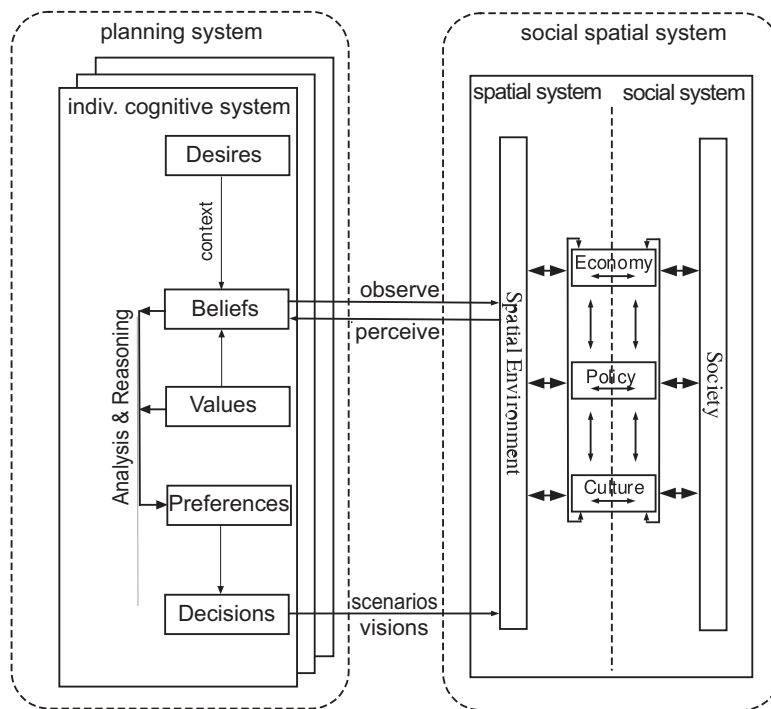 planning system
indiv. cognitive system
Desires
context
Beliefs
Analysis & Reasoning
Values
Preferences
Decisions
observe
perceive
scenarios
visions
social spatial system
spatial system
social system
Spatial Environment
Economy
Policy
Culture
Society